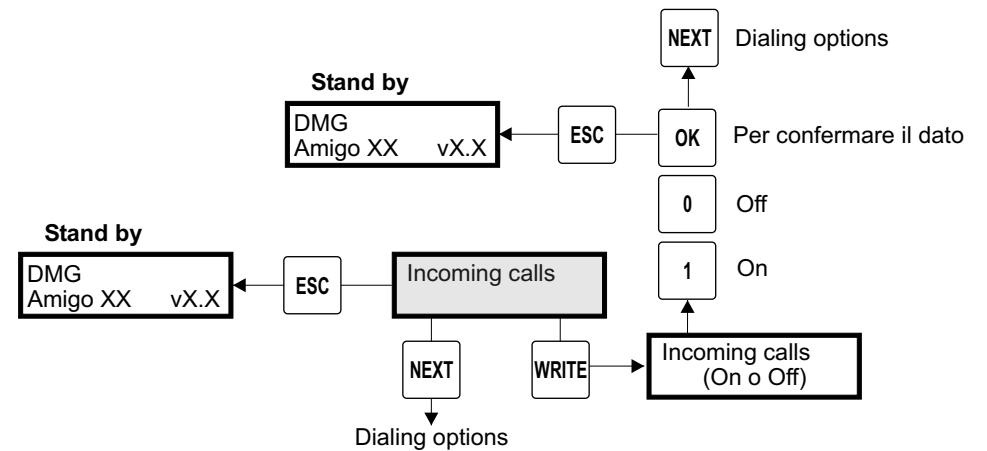 NEXT Dialing options
Stand by
DMG
Amigo XX vX.X
ESC
OK Per confermare il dato
0 Off
Stand by
DMG
Amigo XX vX.X
ESC
Incoming calls
1 On
NEXT
WRITE
Incoming calls
(On o Off)
Dialing options